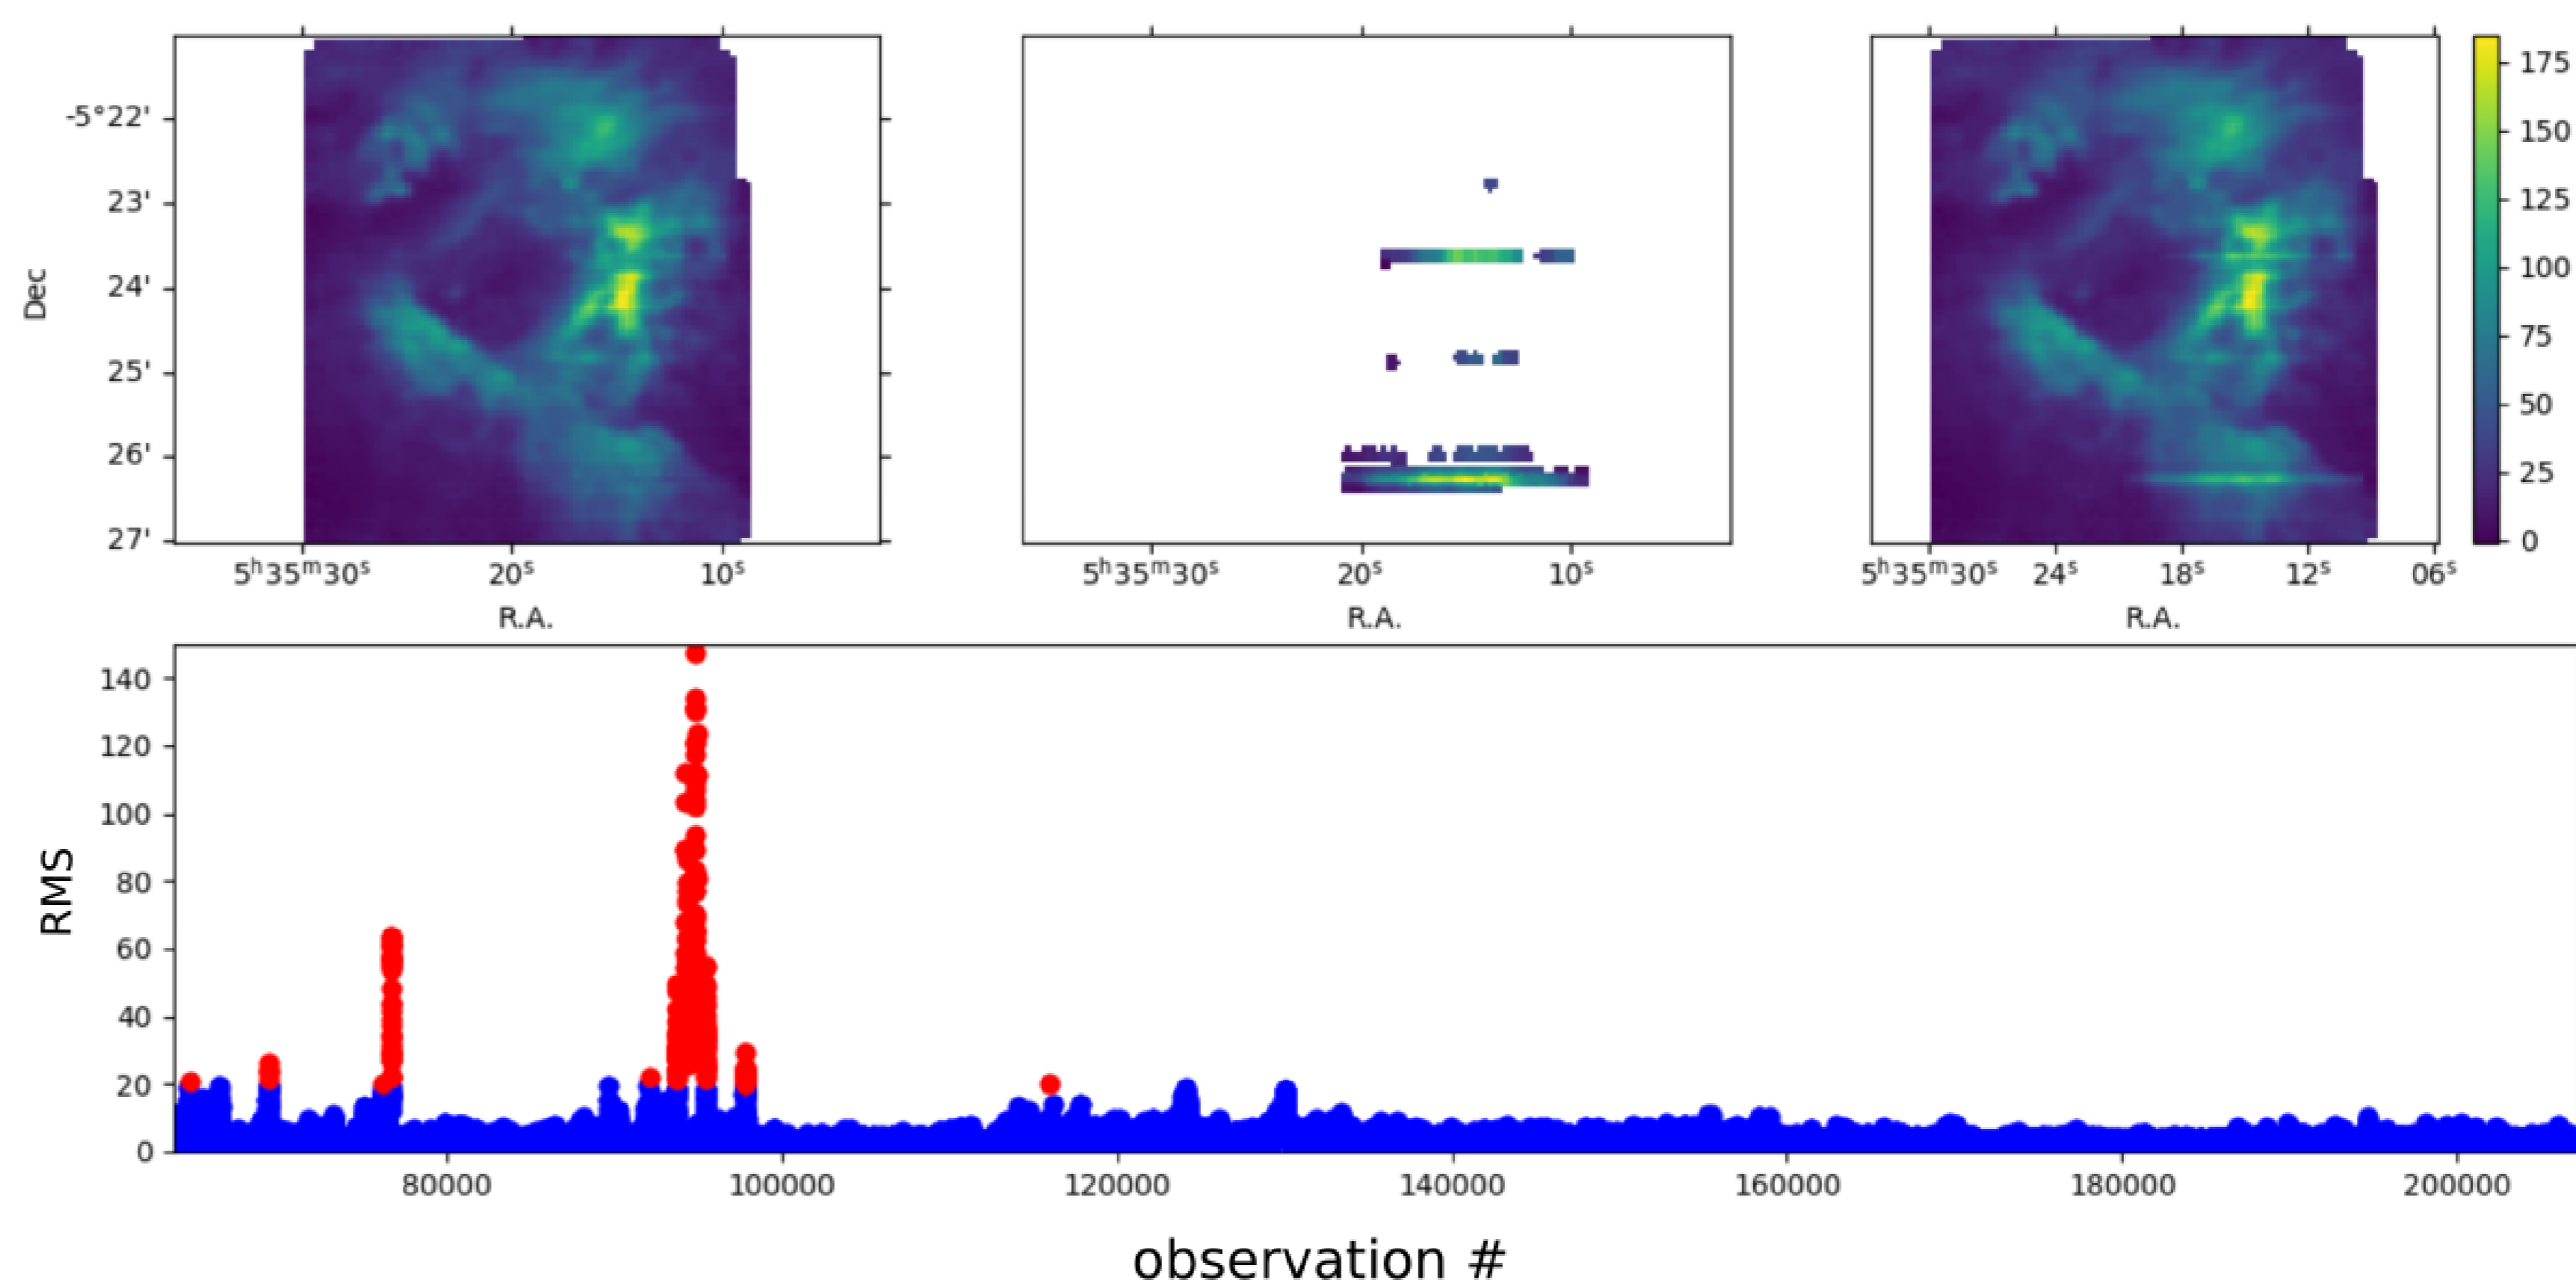 -5°22'
23'
24'
25'
26'
27'
Dec
5ʰ35ᵐ30ˢ 20ˢ 10ˢ
R.A.
5ʰ35ᵐ30ˢ 20ˢ 10ˢ
R.A.
5ʰ35ᵐ30ˢ 24ˢ 18ˢ 12ˢ 06ˢ
R.A.
175
150
125
100
75
50
25
0
140
120
100
80
60
40
20
0
RMS
80000 100000 120000 140000 160000 180000 200000
observation #